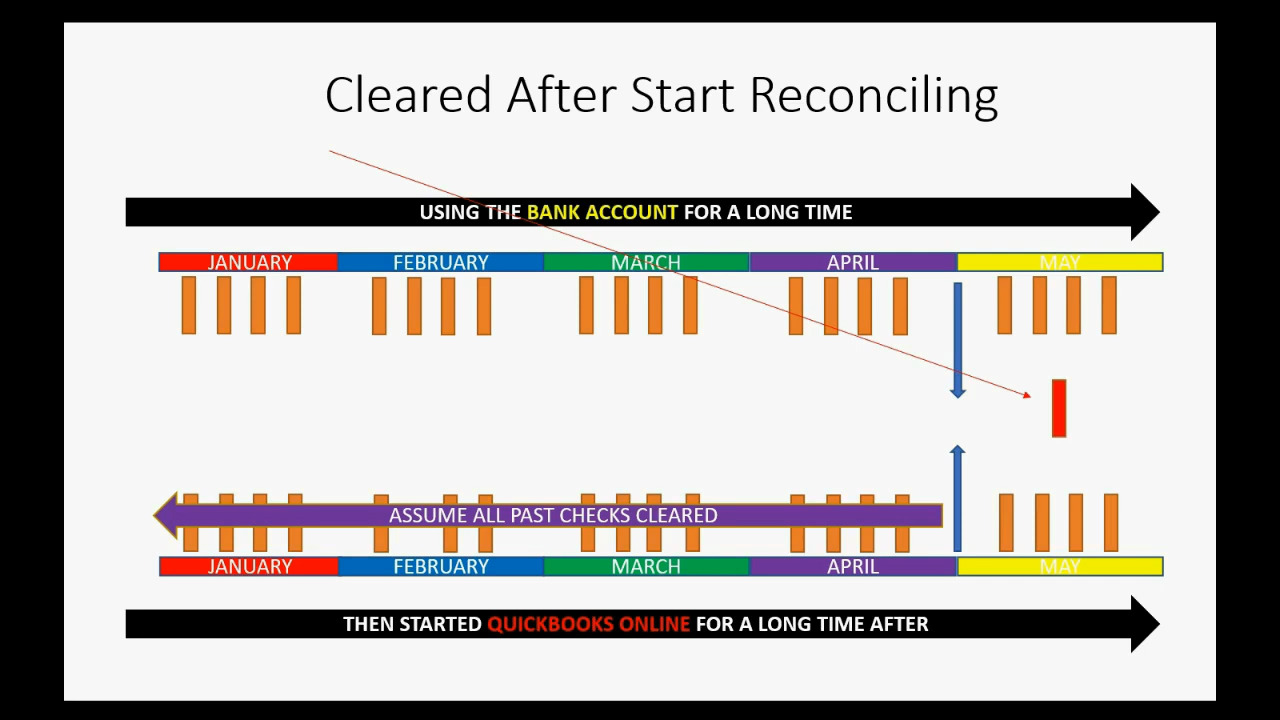 Cleared After Start Reconciling
USING THE BANK ACCOUNT FOR A LONG TIME
JANUARY FEBRUARY MARCH APRIL MAY
ASSUME ALL PAST CHECKS CLEARED
JANUARY FEBRUARY MARCH APRIL MAY
THEN STARTED QUICKBOOKS ONLINE FOR A LONG TIME AFTER